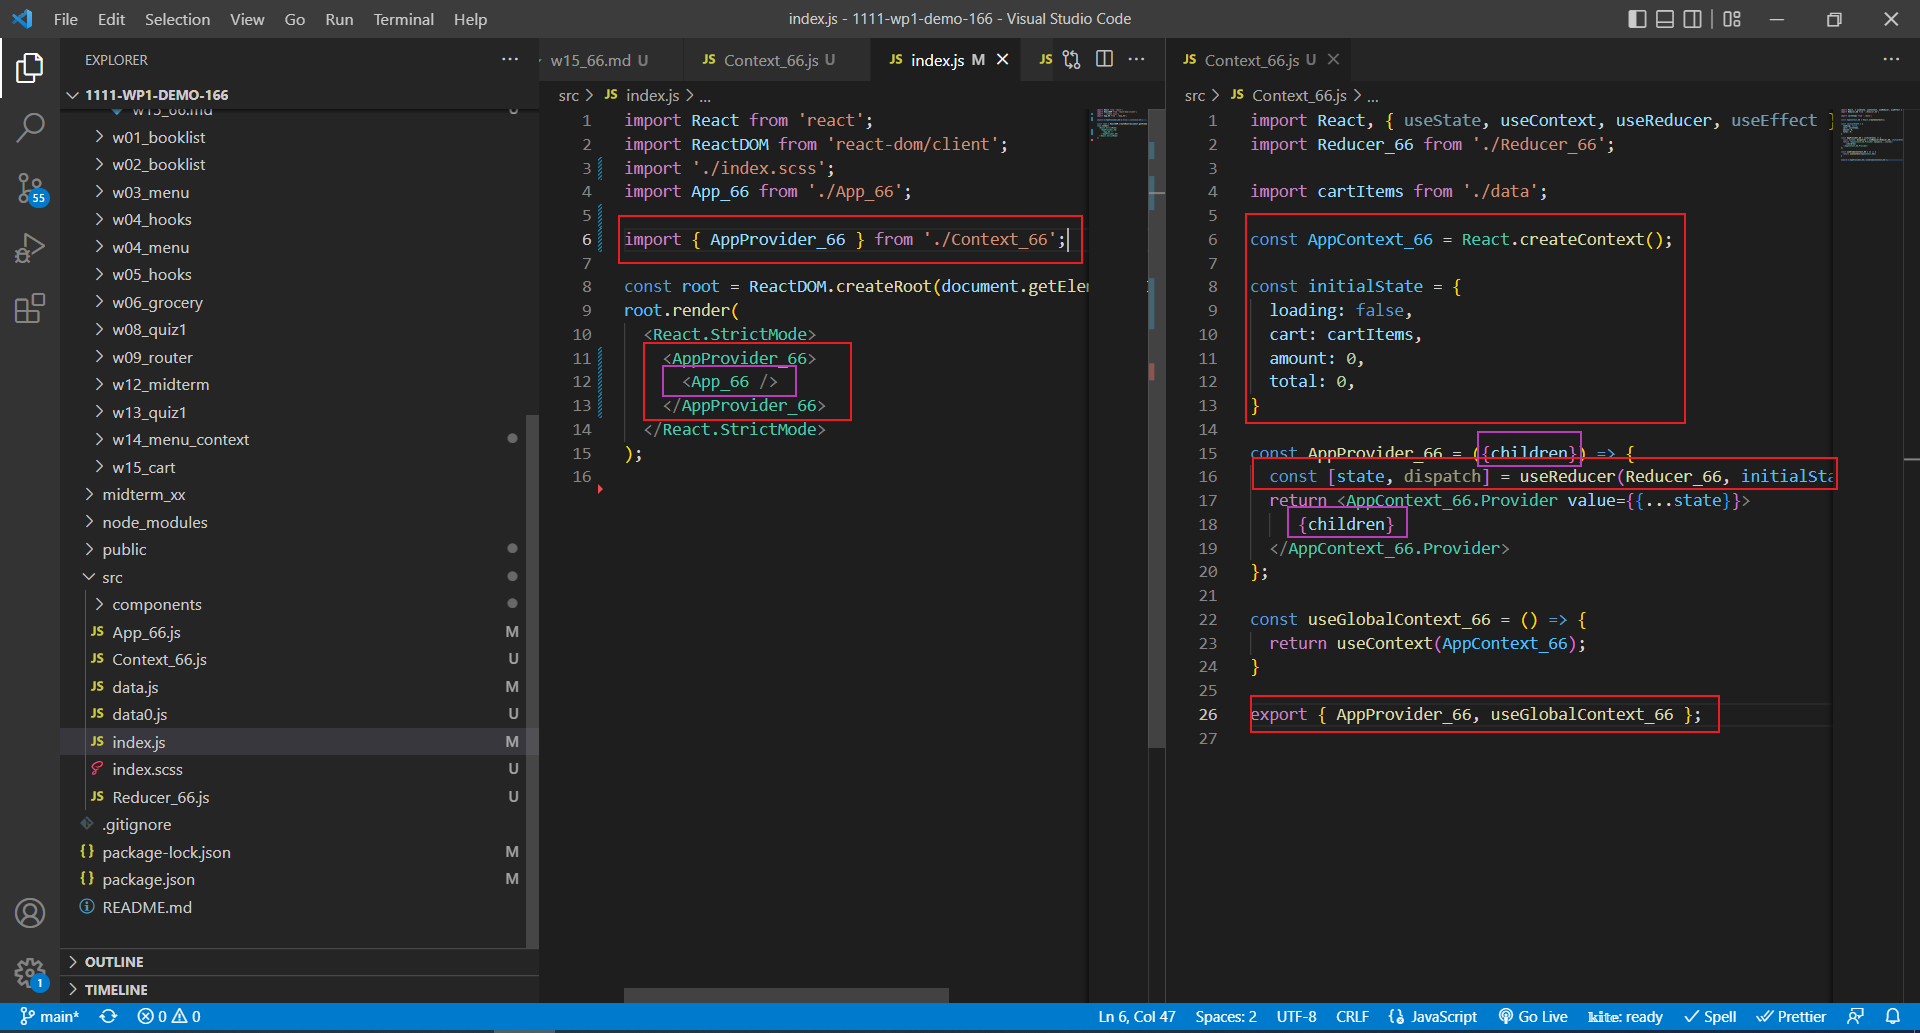 File Edit Selection View Go Run Terminal Help
index.js - 1111-wp1-demo-166 - Visual Studio Code
EXPLORER
1111-WP1-DEMO-166
w15_66.md U
w01_booklist
w02_booklist
w03_menu
w04_hooks
w04_menu
w05_hooks
w06_grocery
w08_quiz1
w09_router
w12_midterm
w13_quiz1
w14_menu_context
w15_cart
midterm_xx
node_modules
public
src
components
JS App_66.js M
JS Context_66.js U
JS data.js M
JS data0.js U
JS index.js M
index.scss U
JS Reducer_66.js U
.gitignore
{} package-lock.json M
{} package.json M
README.md
OUTLINE
TIMELINE
55
1
w15_66.md U
JS Context_66.js U
JS index.js M
JS
src > JS index.js > ...
1 import React from 'react';
2 import ReactDOM from 'react-dom/client';
3 import './index.scss';
4 import App_66 from './App_66';
5
6 import { AppProvider_66 } from './Context_66';
7
8 const root = ReactDOM.createRoot(document.getEle
9 root.render(
10 <React.StrictMode>
11 <AppProvider_66>
12 <App_66 />
13 </AppProvider_66>
14 </React.StrictMode>
15 );
16
JS Context_66.js U
src > JS Context_66.js > ...
1 import React, { useState, useContext, useReducer, useEffect }
2 import Reducer_66 from './Reducer_66';
3
4 import cartItems from './data';
5
6 const AppContext_66 = React.createContext();
7
8 const initialState = {
9 loading: false,
10 cart: cartItems,
11 amount: 0,
12 total: 0,
13 }
14
15 const AppProvider_66 = ({children}) => {
16 const [state, dispatch] = useReducer(Reducer_66, initialSta
17 return <AppContext_66.Provider value={{...state}}>
18 {children}
19 </AppContext_66.Provider>
20 };
21
22 const useGlobalContext_66 = () => {
23 return useContext(AppContext_66);
24 }
25
26 export { AppProvider_66, useGlobalContext_66 };
27
main* 0 0 Ln 6, Col 47 Spaces: 2 UTF-8 CRLF {} JavaScript Go Live kite: ready Spell Prettier